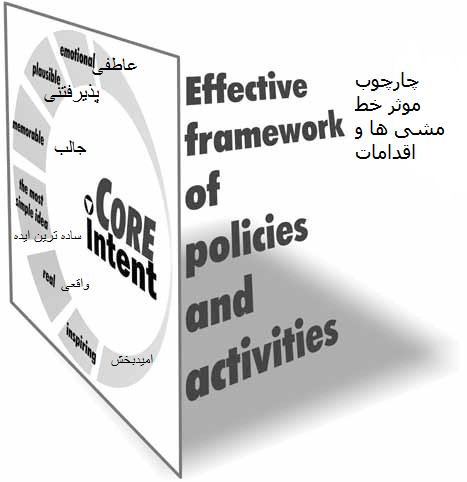 emotional
عاطفی
plausible
پذیرفتنی
memorable
جالب
the most
simple idea
ساده ترین ایده
real
واقعی
inspiring
امیدبخش
CORE
intent
Effective
framework
of
policies
and
activities
چارچوب
موثر خط
مشی ها و
اقدامات